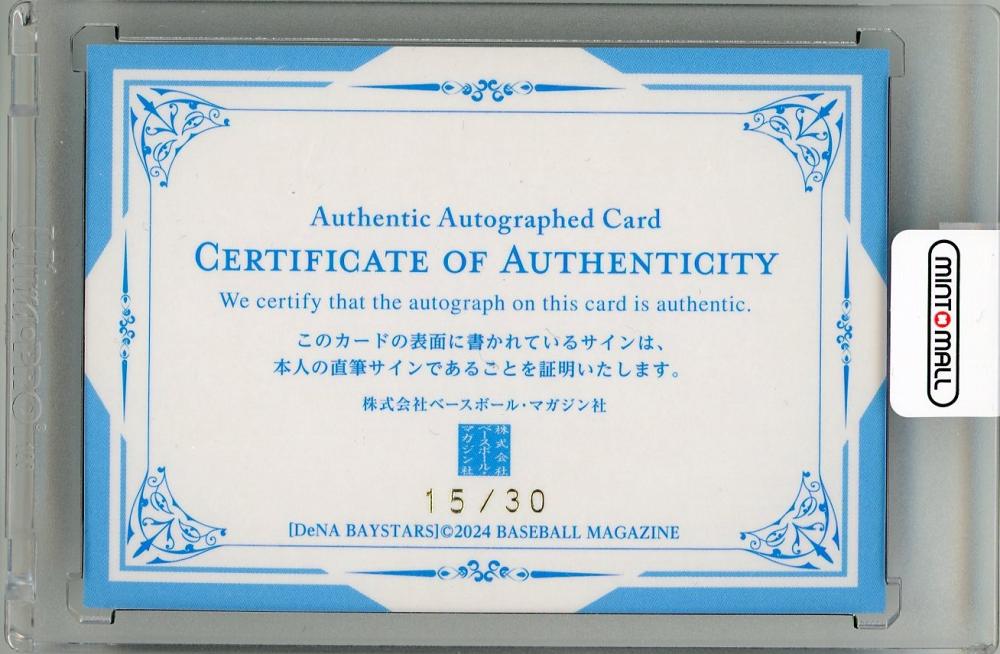 Authentic Autographed Card
CERTIFICATE OF AUTHENTICITY
We certify that the autograph on this card is authentic.
このカードの表面に書かれているサインは、
本人の直筆サインであることを証明いたします。
株式会社ベースボール・マガジン社
株式会社
ベースボール・
マガジン社
15/30
[DeNA BAYSTARS]©2024 BASEBALL MAGAZINE
MINTOMALL